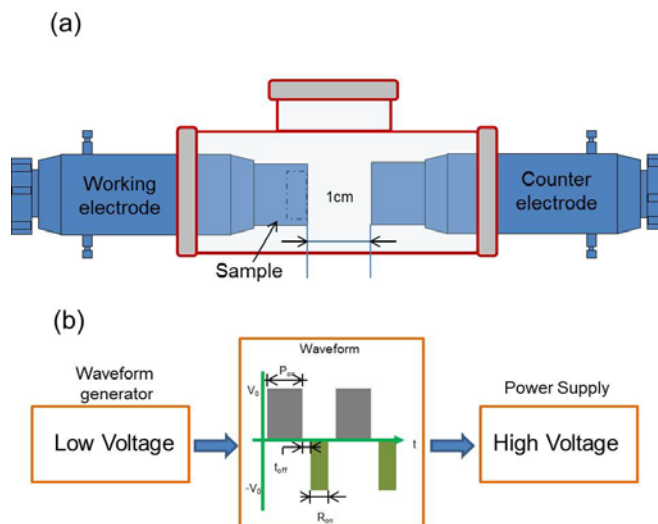 (a)
Working
electrode
1cm
Counter
electrode
Sample
(b)
Waveform
generator
Low Voltage
Waveform
Pon
V0
t
toff
-V0
Ron
Power Supply
High Voltage